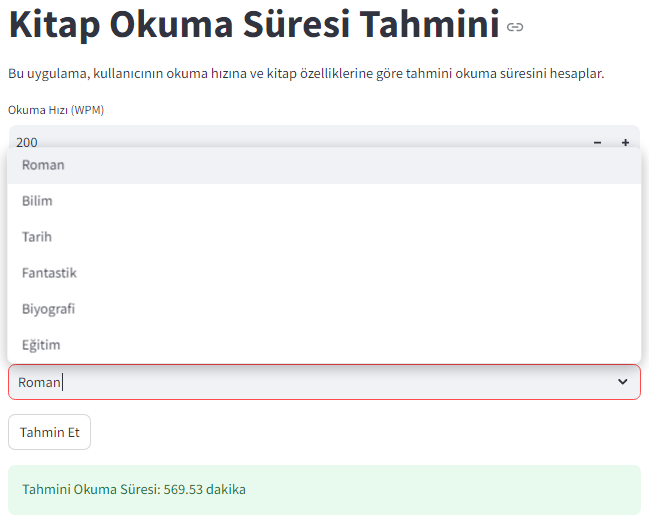 Kitap Okuma Süresi Tahmini
Bu uygulama, kullanıcının okuma hızına ve kitap özelliklerine göre tahmini okuma süresini hesaplar.
Okuma Hızı (WPM)
200
Roman
Bilim
Tarih
Fantastik
Biyografi
Eğitim
Roman
Tahmin Et
Tahmini Okuma Süresi: 569.53 dakika